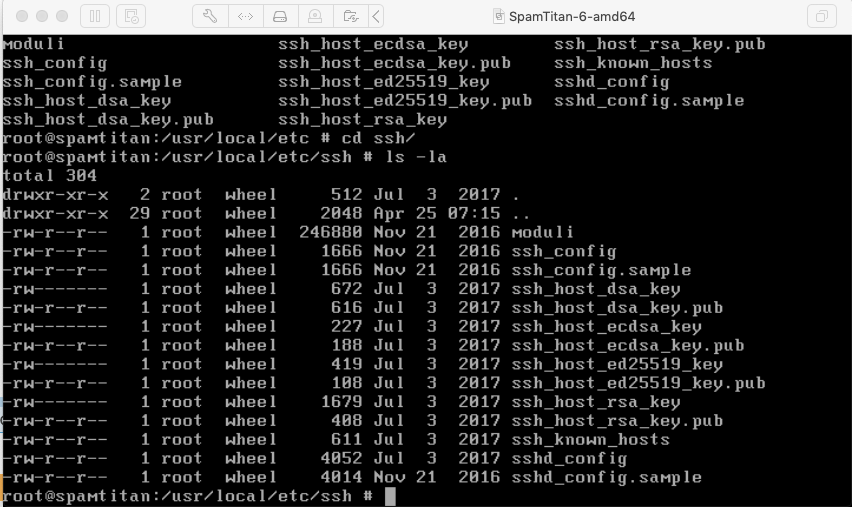 SpamTitan-6-amd64
moduli                  ssh_host_ecdsa_key        ssh_host_rsa_key.pub
ssh_config              ssh_host_ecdsa_key.pub    ssh_known_hosts
ssh_config.sample       ssh_host_ed25519_key      sshd_config
ssh_host_dsa_key        ssh_host_ed25519_key.pub  sshd_config.sample
ssh_host_dsa_key.pub    ssh_host_rsa_key
root@spamtitan:/usr/local/etc # cd ssh/
root@spamtitan:/usr/local/etc/ssh # ls -la
total 304
drwxr-xr-x   2 root  wheel     512 Jul  3  2017 .
drwxr-xr-x  29 root  wheel    2048 Apr 25 07:15 ..
-rw-r--r--   1 root  wheel  246880 Nov 21  2016 moduli
-rw-r--r--   1 root  wheel    1666 Nov 21  2016 ssh_config
-rw-r--r--   1 root  wheel    1666 Nov 21  2016 ssh_config.sample
-rw-------   1 root  wheel     672 Jul  3  2017 ssh_host_dsa_key
-rw-r--r--   1 root  wheel     616 Jul  3  2017 ssh_host_dsa_key.pub
-rw-------   1 root  wheel     227 Jul  3  2017 ssh_host_ecdsa_key
-rw-r--r--   1 root  wheel     188 Jul  3  2017 ssh_host_ecdsa_key.pub
-rw-------   1 root  wheel     419 Jul  3  2017 ssh_host_ed25519_key
-rw-r--r--   1 root  wheel     108 Jul  3  2017 ssh_host_ed25519_key.pub
-rw-------   1 root  wheel    1679 Jul  3  2017 ssh_host_rsa_key
-rw-r--r--   1 root  wheel     408 Jul  3  2017 ssh_host_rsa_key.pub
-rw-r--r--   1 root  wheel     611 Jul  3  2017 ssh_known_hosts
-rw-r--r--   1 root  wheel    4052 Jul  3  2017 sshd_config
-rw-r--r--   1 root  wheel    4014 Nov 21  2016 sshd_config.sample
root@spamtitan:/usr/local/etc/ssh #